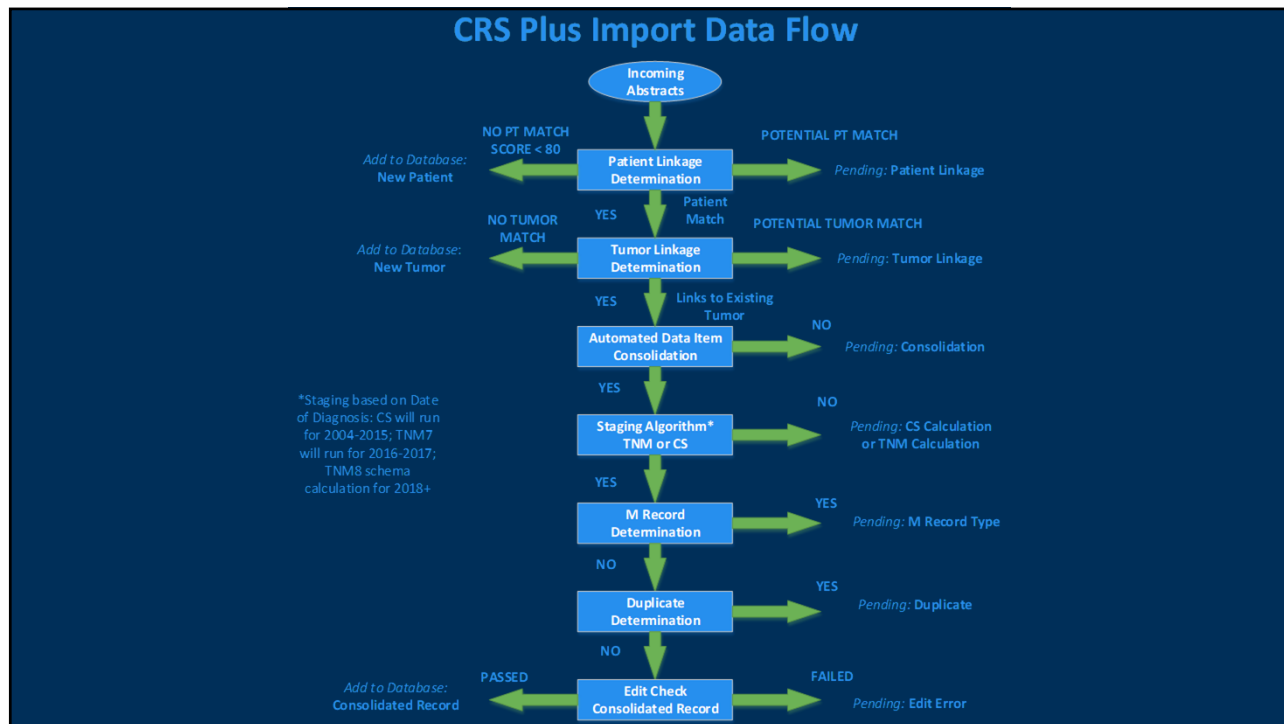 CRS Plus Import Data Flow
Incoming
Abstracts
NO PT MATCH
SCORE < 80
POTENTIAL PT MATCH
Add to Database:
New Patient
Patient Linkage
Determination
Pending: Patient Linkage
YES
Patient
Match
NO TUMOR
MATCH
POTENTIAL TUMOR MATCH
Add to Database:
New Tumor
Tumor Linkage
Determination
Pending: Tumor Linkage
YES
Links to Existing
Tumor
NO
Automated Data Item
Consolidation
Pending: Consolidation
YES
NO
*Staging based on Date
of Diagnosis: CS will run
for 2004-2015; TNM7
will run for 2016-2017;
TNM8 schema
calculation for 2018+
Staging Algorithm*
TNM or CS
Pending: CS Calculation
or TNM Calculation
YES
YES
M Record
Determination
Pending: M Record Type
NO
YES
Duplicate
Determination
Pending: Duplicate
NO
PASSED
FAILED
Add to Database:
Consolidated Record
Edit Check
Consolidated Record
Pending: Edit Error